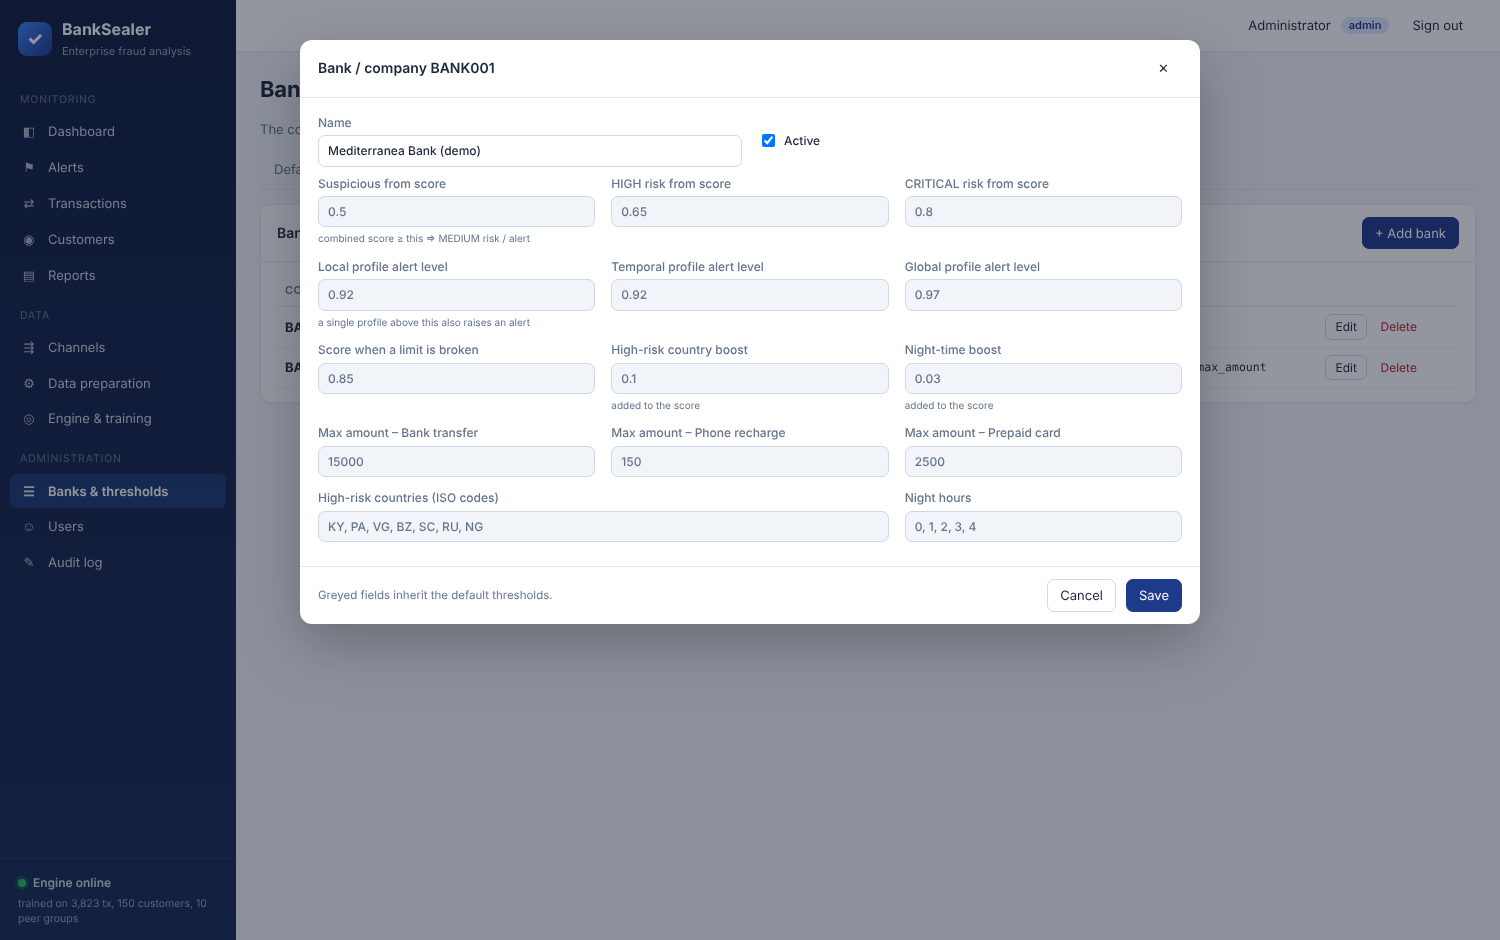 BankSealer
Enterprise fraud analysis
MONITORING
Dashboard
Alerts
Transactions
Customers
Reports
DATA
Channels
Data preparation
Engine & training
ADMINISTRATION
Banks & thresholds
Users
Audit log
Engine online
trained on 3,823 tx, 150 customers, 10
peer groups
Administrator admin Sign out
Ban
The co
Defa
Ban
+ Add bank
CO
BA
Edit Delete
BA
max_amount Edit Delete
Bank / company BANK001 ×
Name
Mediterranea Bank (demo) Active
Suspicious from score HIGH risk from score CRITICAL risk from score
0.5 0.65 0.8
combined score ≥ this ⇒ MEDIUM risk / alert
Local profile alert level Temporal profile alert level Global profile alert level
0.92 0.92 0.97
a single profile above this also raises an alert
Score when a limit is broken High-risk country boost Night-time boost
0.85 0.1 0.03
added to the score added to the score
Max amount – Bank transfer Max amount – Phone recharge Max amount – Prepaid card
15000 150 2500
High-risk countries (ISO codes) Night hours
KY, PA, VG, BZ, SC, RU, NG 0, 1, 2, 3, 4
Greyed fields inherit the default thresholds. Cancel Save